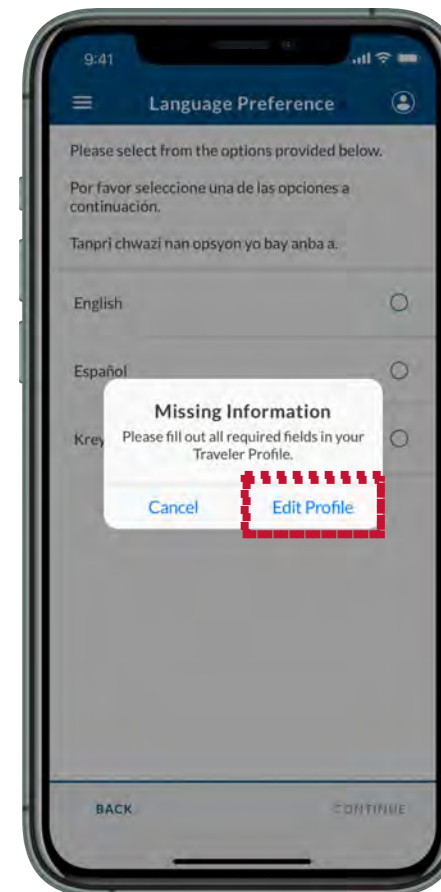 9:41
Language Preference
Please select from the options provided below.
Por favor seleccione una de las opciones a
continuación.
Tanpri chwazi nan opsyon yo bay anba a.
English
Español
Krey
Missing Information
Please fill out all required fields in your
Traveler Profile.
Cancel Edit Profile
BACK CONTINUE